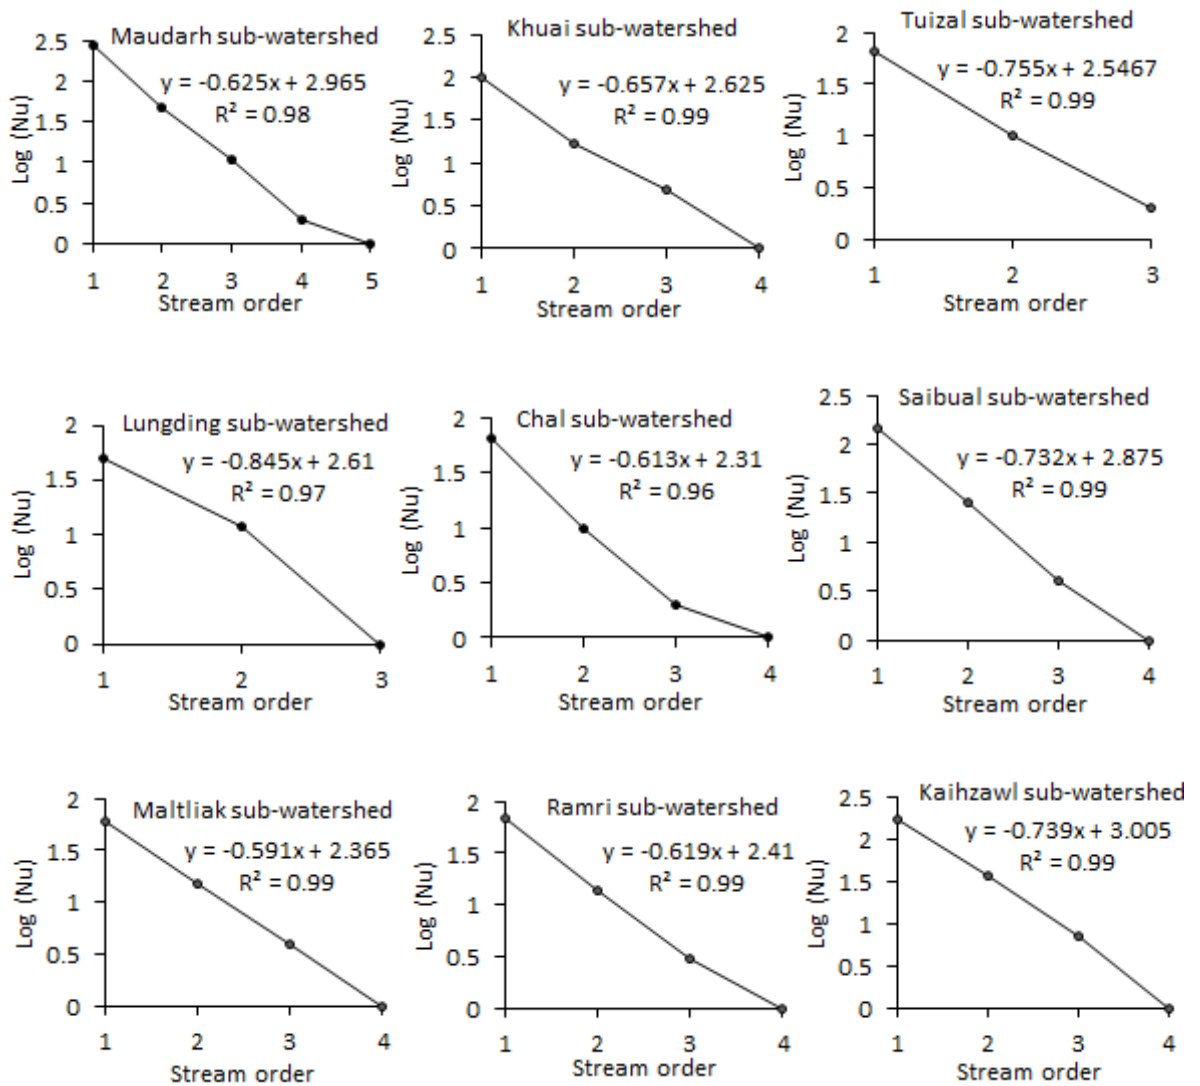 Maudarh sub-watershed
y = -0.625x + 2.965
R² = 0.98
Log (Nu)
2.5
2
1.5
1
0.5
0
1 2 3 4 5
Stream order
Khuai sub-watershed
y = -0.657x + 2.625
R² = 0.99
Log (Nu)
2.5
2
1.5
1
0.5
0
1 2 3 4
Stream order
Tuizal sub-watershed
y = -0.755x + 2.5467
R² = 0.99
Log (Nu)
2
1.5
1
0.5
0
1 2 3
Stream order
Lungding sub-watershed
y = -0.845x + 2.61
R² = 0.97
Log (Nu)
2
1.5
1
0.5
0
1 2 3
Stream order
Chal sub-watershed
y = -0.613x + 2.31
R² = 0.96
Log (Nu)
2
1.5
1
0.5
0
1 2 3 4
Stream order
Saibual sub-watershed
y = -0.732x + 2.875
R² = 0.99
Log (Nu)
2.5
2
1.5
1
0.5
0
1 2 3 4
Stream order
Maltliak sub-watershed
y = -0.591x + 2.365
R² = 0.99
Log (Nu)
2
1.5
1
0.5
0
1 2 3 4
Stream order
Ramri sub-watershed
y = -0.619x + 2.41
R² = 0.99
Log (Nu)
2
1.5
1
0.5
0
1 2 3 4
Stream order
Kaihzawl sub-watershed
y = -0.739x + 3.005
R² = 0.99
Log (Nu)
2.5
2
1.5
1
0.5
0
1 2 3 4
Stream order